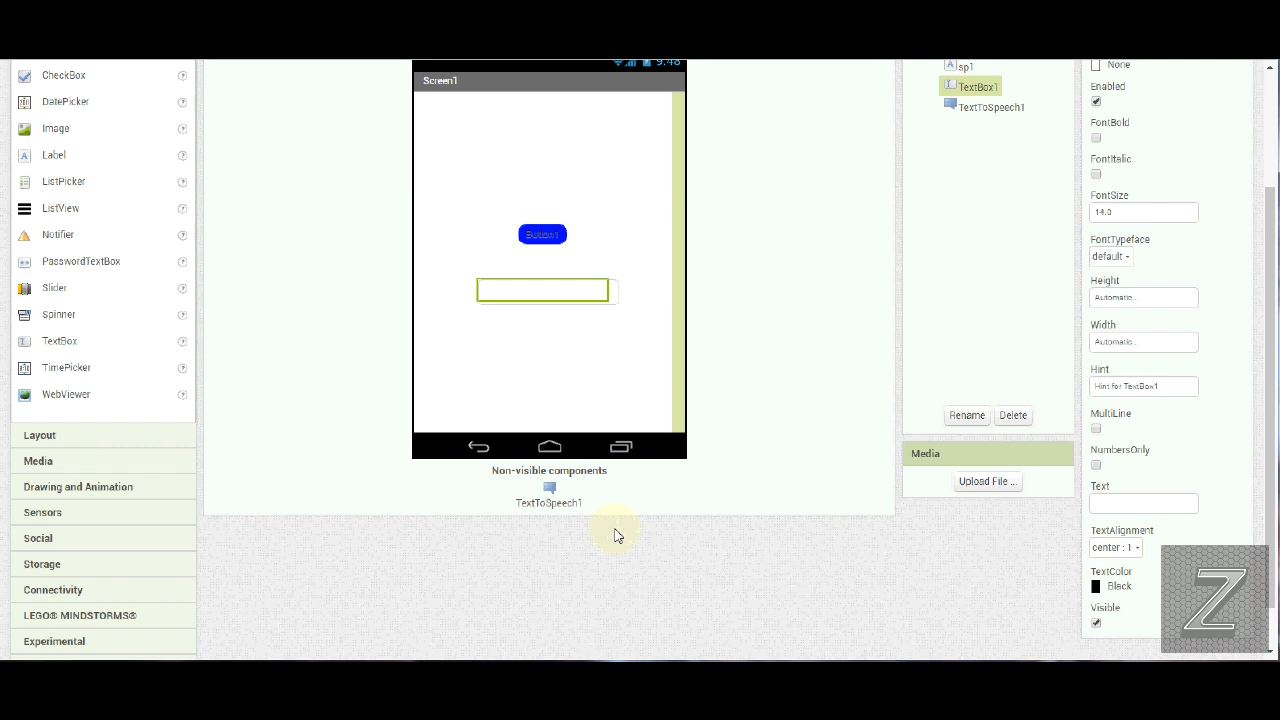 CheckBox
DatePicker
Image
Label
ListPicker
ListView
Notifier
PasswordTextBox
Slider
Spinner
TextBox
TimePicker
WebViewer
Layout
Media
Drawing and Animation
Sensors
Social
Storage
Connectivity
LEGO® MINDSTORMS®
Experimental
9:48
Screen1
Button1
Non-visible components
TextToSpeech1
sp1
TextBox1
TextToSpeech1
Rename Delete
Media
Upload File ...
None
Enabled
FontBold
FontItalic
FontSize
14.0
FontTypeface
default
Height
Automatic...
Width
Automatic...
Hint
Hint for TextBox1
MultiLine
NumbersOnly
Text
TextAlignment
center : 1
TextColor
Black
Visible
Z